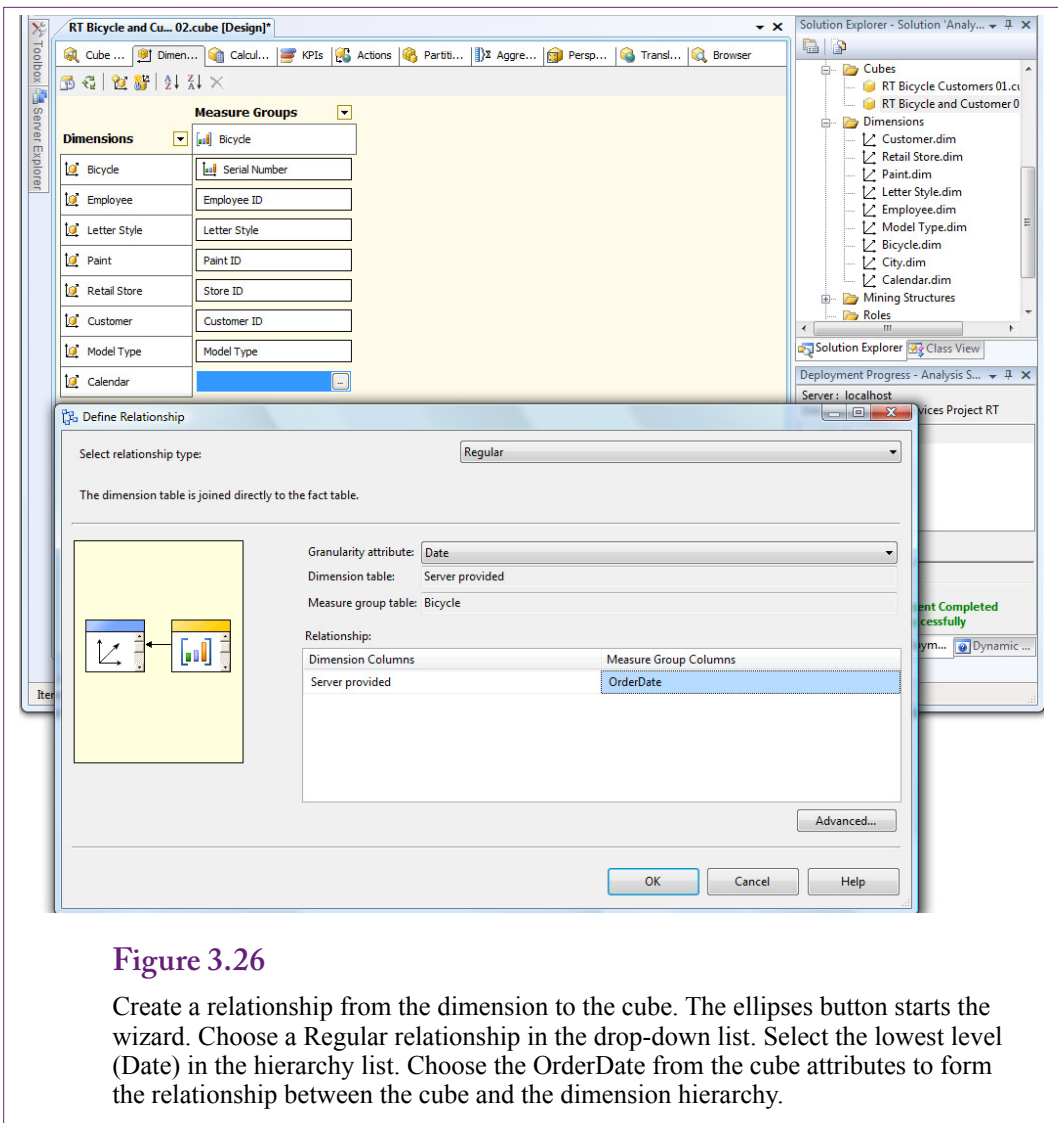 RT Bicycle and Cu... 02.cube [Design]*
Cube ... Dimen... Calcul... KPIs Actions Partiti... Aggre... Persp... Transl... Browser
Toolbox
Server Explorer
Measure Groups
Dimensions
Bicycle
Bicycle Serial Number
Employee Employee ID
Letter Style Letter Style
Paint Paint ID
Retail Store Store ID
Customer Customer ID
Model Type Model Type
Calendar ...
Solution Explorer - Solution 'Analy...
Cubes
RT Bicycle Customers 01.cu
RT Bicycle and Customer 0
Dimensions
Customer.dim
Retail Store.dim
Paint.dim
Letter Style.dim
Employee.dim
Model Type.dim
Bicycle.dim
City.dim
Calendar.dim
Mining Structures
Roles
Solution Explorer Class View
Deployment Progress - Analysis S...
Server : localhost
vices Project RT
ent Completed
cessfully
ym... Dynamic ...
Iter
Define Relationship
Select relationship type: Regular
The dimension table is joined directly to the fact table.
Granularity attribute: Date
Dimension table: Server provided
Measure group table: Bicycle
Relationship:
Dimension Columns Measure Group Columns
Server provided OrderDate
Advanced...
OK Cancel Help
Figure 3.26
Create a relationship from the dimension to the cube. The ellipses button starts the
wizard. Choose a Regular relationship in the drop-down list. Select the lowest level
(Date) in the hierarchy list. Choose the OrderDate from the cube attributes to form
the relationship between the cube and the dimension hierarchy.